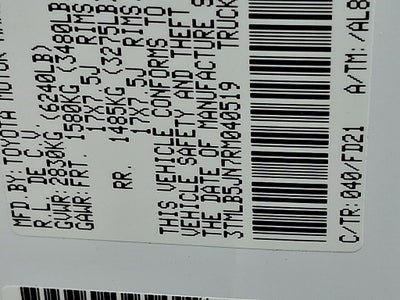 MFD.BY:TOYOTA MOTOR
R.L. DE C.V.
GVWR:2830KG (6240LB)
GAWR:FRT. 1580KG (3480LB
17X7.5J RIMS
RR. 1485KG (3275LB)
17X7.5J RIMS
THIS VEHICLE CONFORMS TO
VEHICLE SAFETY AND THEFT
THE DATE OF MANUFACTURE S
3TMLB5JN7RM040519 TRUCK
C/TR:040/FD21 A/TM:/AL8